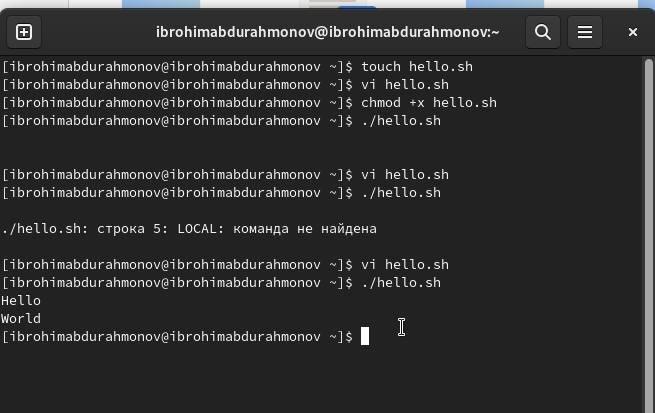 ibrohimabdurahmonov@ibrohimabdurahmonov:~
[ibrohimabdurahmonov@ibrohimabdurahmonov ~]$ touch hello.sh
[ibrohimabdurahmonov@ibrohimabdurahmonov ~]$ vi hello.sh
[ibrohimabdurahmonov@ibrohimabdurahmonov ~]$ chmod +x hello.sh
[ibrohimabdurahmonov@ibrohimabdurahmonov ~]$ ./hello.sh
[ibrohimabdurahmonov@ibrohimabdurahmonov ~]$ vi hello.sh
[ibrohimabdurahmonov@ibrohimabdurahmonov ~]$ ./hello.sh
./hello.sh: строка 5: LOCAL: команда не найдена
[ibrohimabdurahmonov@ibrohimabdurahmonov ~]$ vi hello.sh
[ibrohimabdurahmonov@ibrohimabdurahmonov ~]$ ./hello.sh
Hello
World
[ibrohimabdurahmonov@ibrohimabdurahmonov ~]$